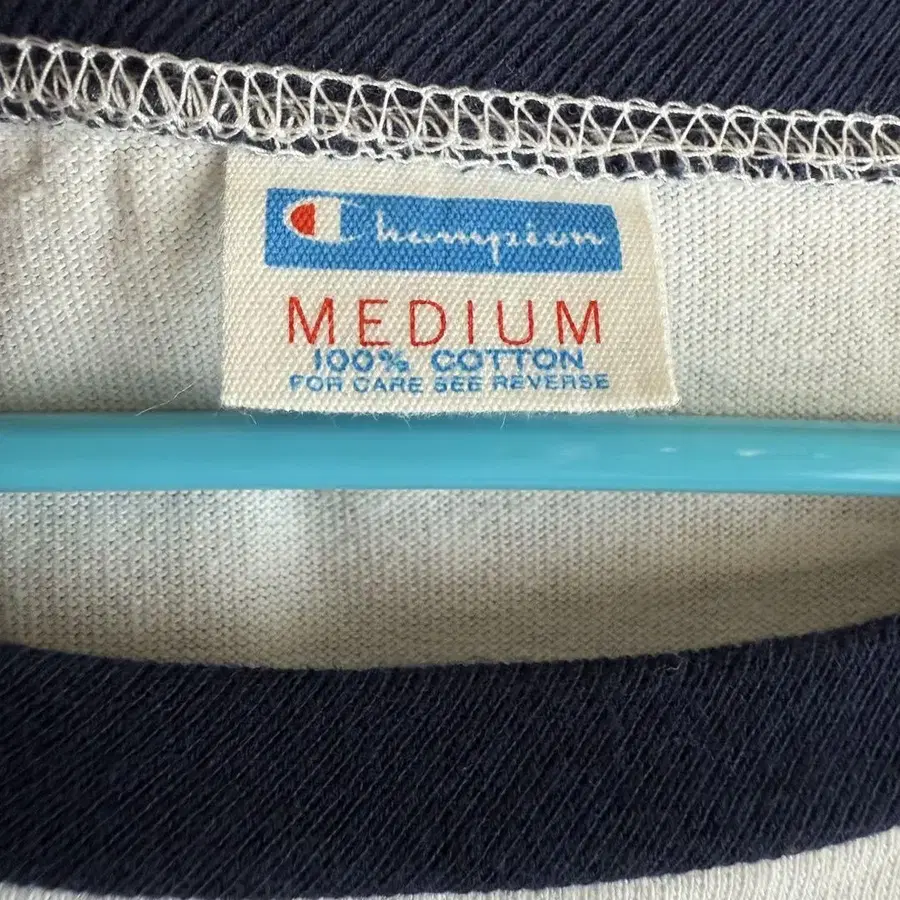 Champion
MEDIUM
100% COTTON
FOR CARE SEE REVERSE